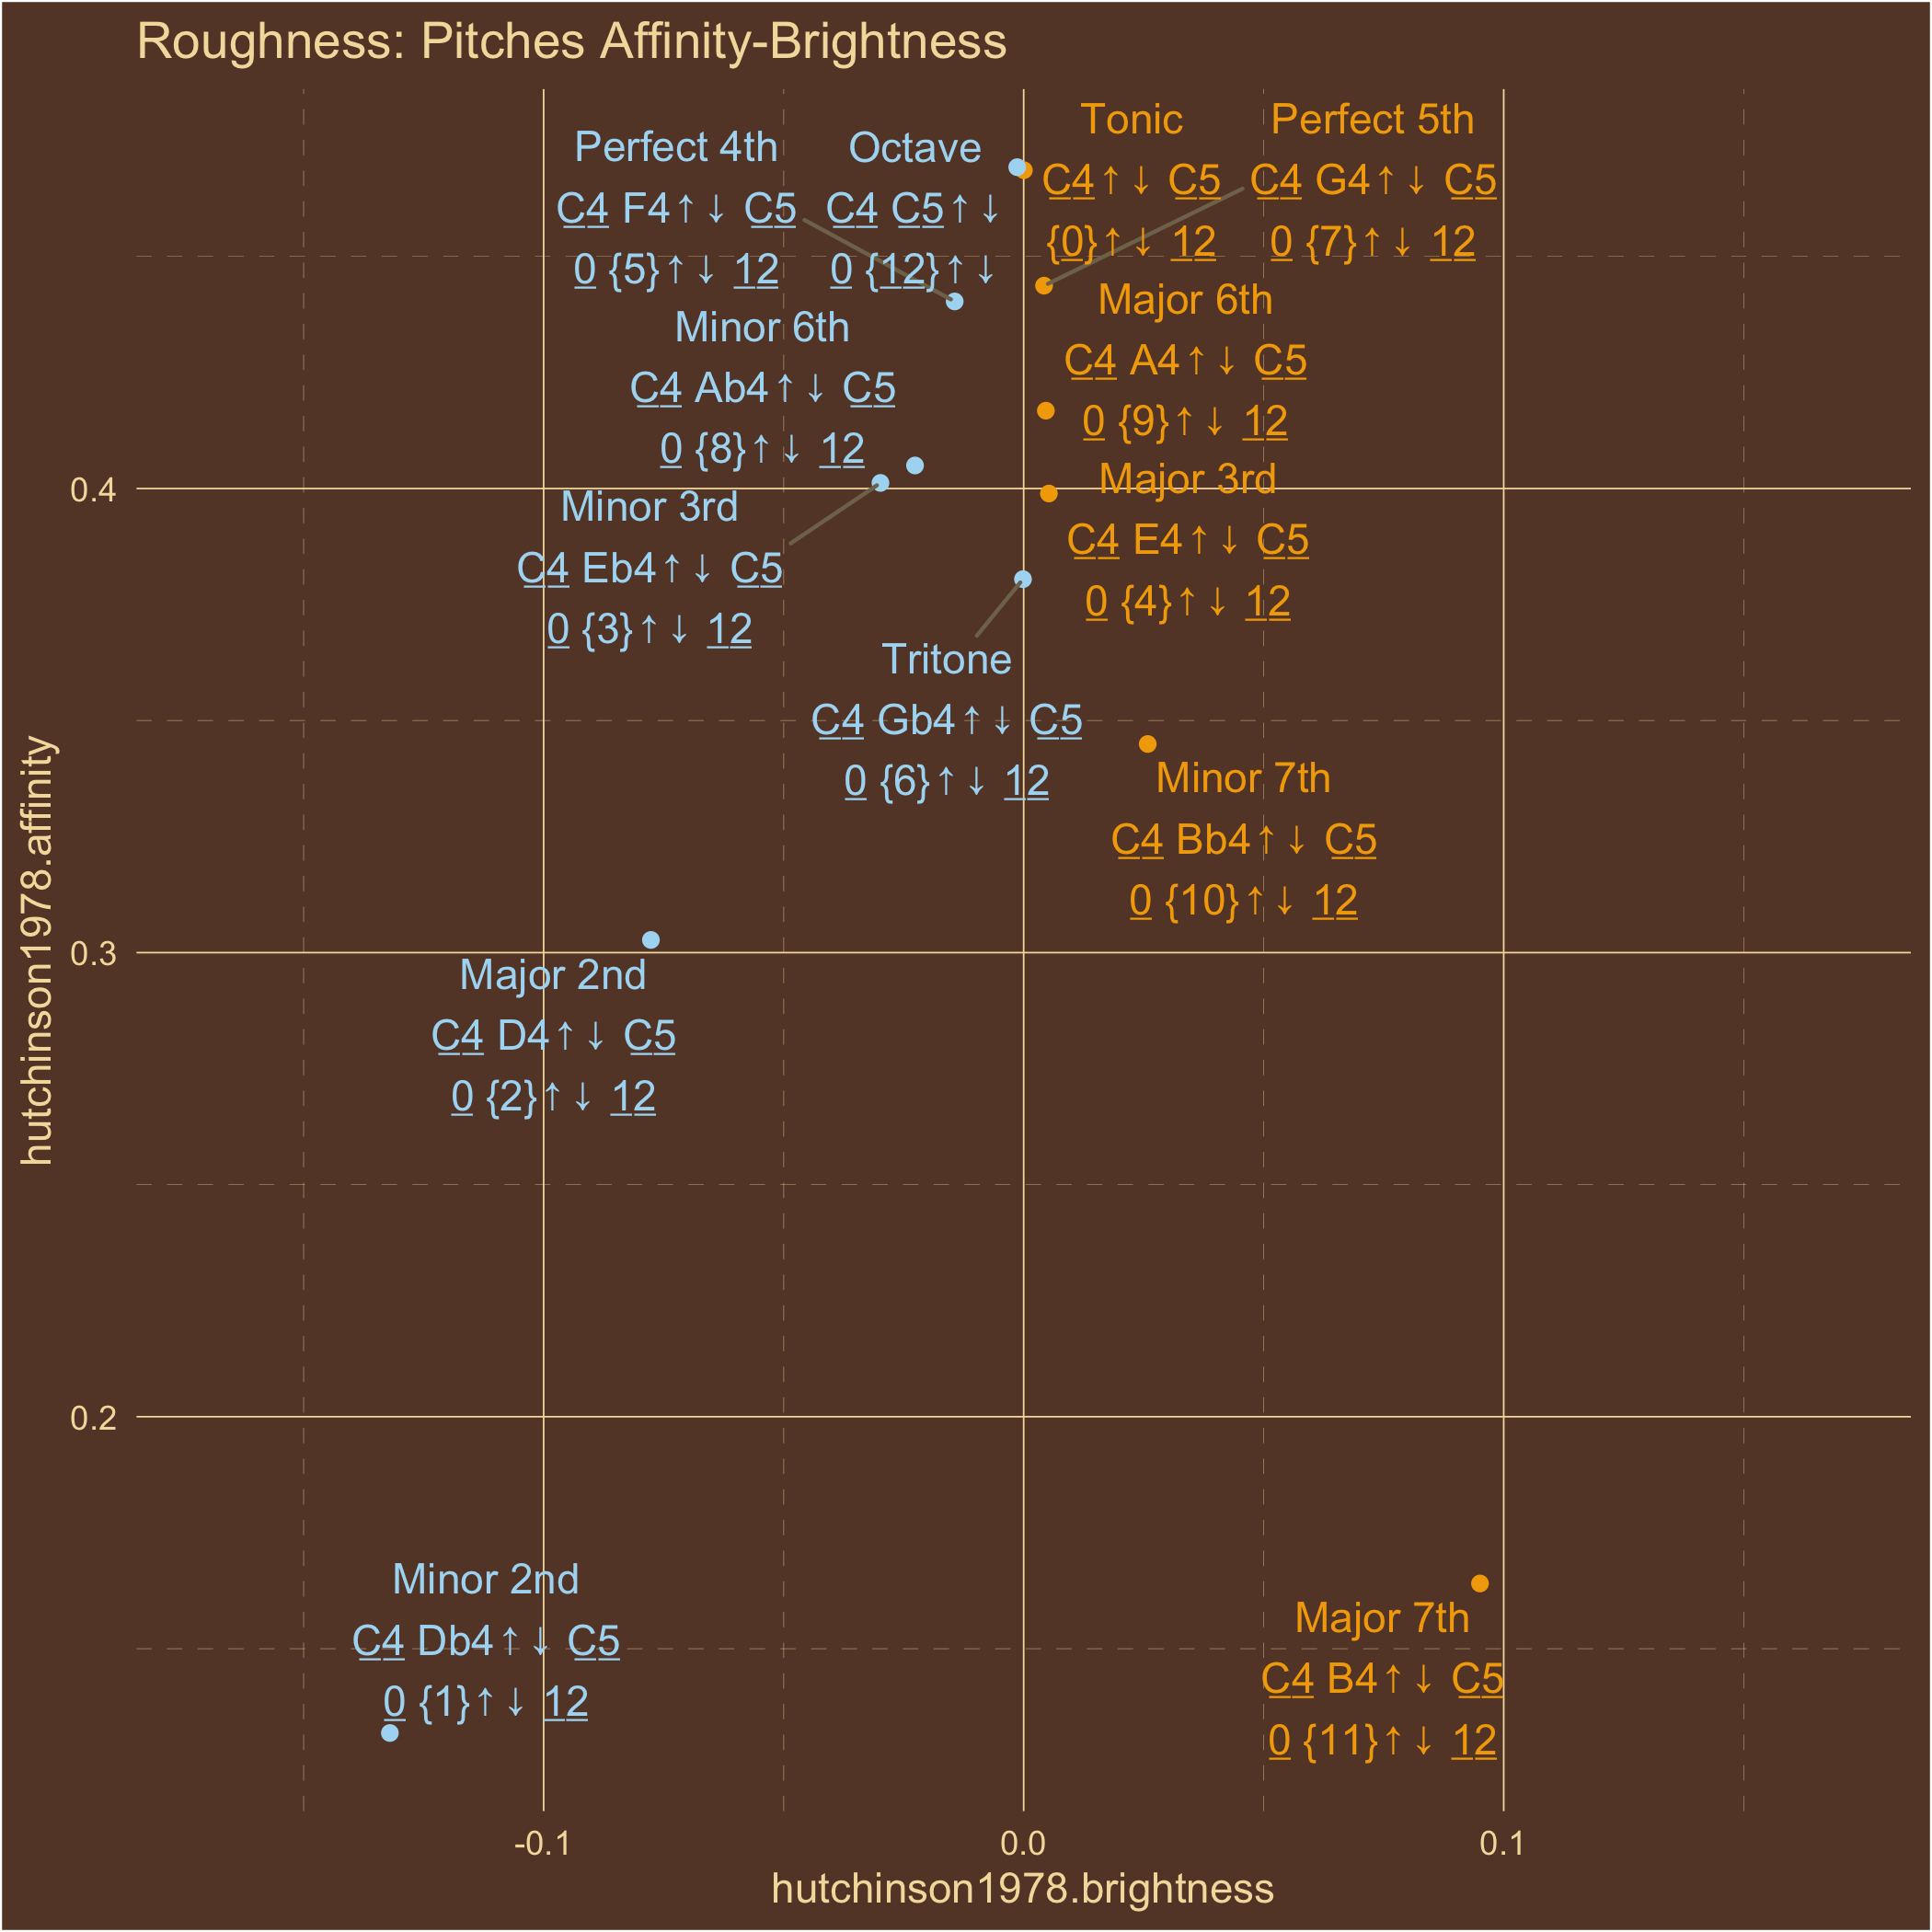 Roughness: Pitches Affinity-Brightness
Perfect 4th
C4 F4↑↓ C5
0 {5}↑↓ 12
Octave
C4 C5↑↓
0 {12}↑↓
Tonic
C4↑↓ C5
{0}↑↓ 12
Perfect 5th
C4 G4↑↓ C5
0 {7}↑↓ 12
Minor 6th
C4 Ab4↑↓ C5
0 {8}↑↓ 12
Major 6th
C4 A4↑↓ C5
0 {9}↑↓ 12
Minor 3rd
C4 Eb4↑↓ C5
0 {3}↑↓ 12
Major 3rd
C4 E4↑↓ C5
0 {4}↑↓ 12
Tritone
C4 Gb4↑↓ C5
0 {6}↑↓ 12
Minor 7th
C4 Bb4↑↓ C5
0 {10}↑↓ 12
Major 2nd
C4 D4↑↓ C5
0 {2}↑↓ 12
Minor 2nd
C4 Db4↑↓ C5
0 {1}↑↓ 12
Major 7th
C4 B4↑↓ C5
0 {11}↑↓ 12
0.4
0.3
0.2
hutchinson1978.affinity
-0.1
0.0
0.1
hutchinson1978.brightness